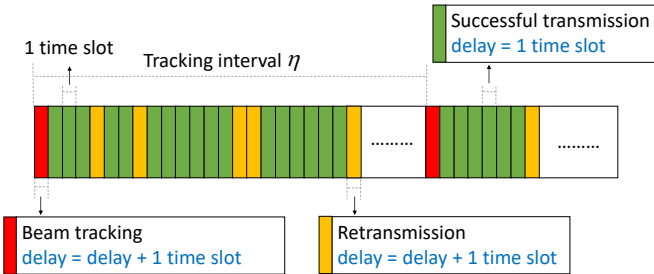 Successful transmission
delay = 1 time slot
1 time slot
Tracking interval η
.........
.........
Beam tracking
delay = delay + 1 time slot
Retransmission
delay = delay + 1 time slot